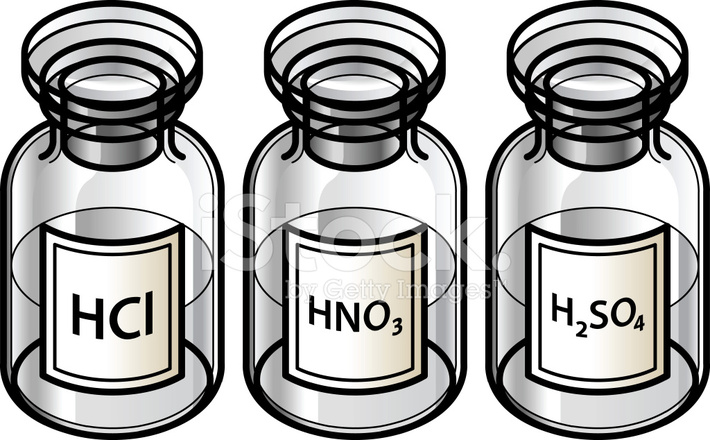 HCl
HNO₃
H₂SO₄
iStock
by Getty Images